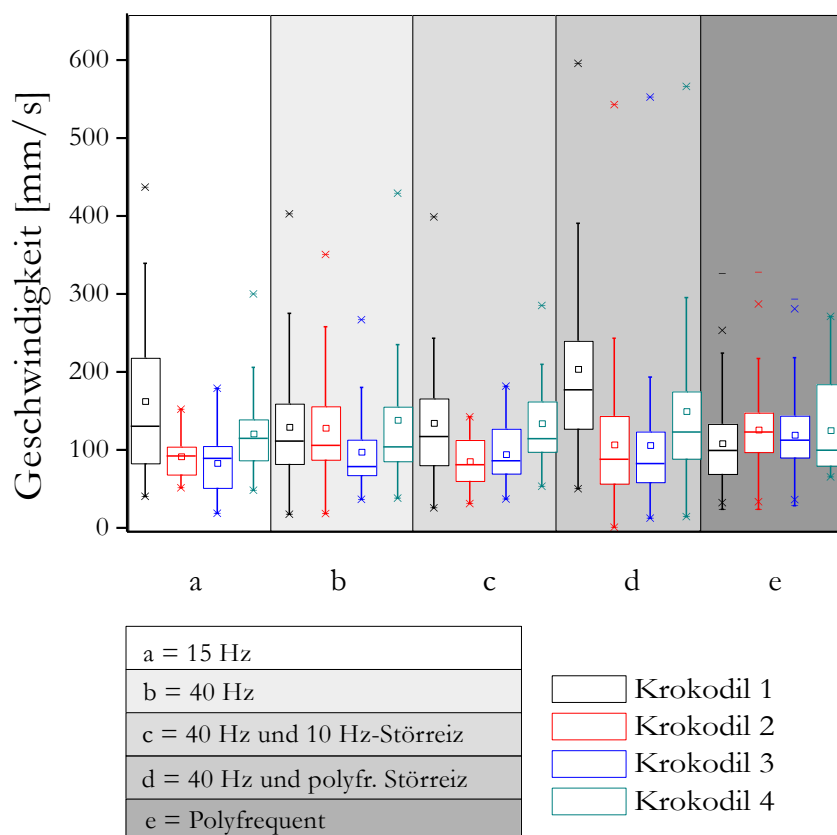 Geschwindigkeit [mm/s]
600
500
400
300
200
100
0
a b c d e
a = 15 Hz
b = 40 Hz
c = 40 Hz und 10 Hz-Störreiz
d = 40 Hz und polyfr. Störreiz
e = Polyfrequent
Krokodil 1
Krokodil 2
Krokodil 3
Krokodil 4